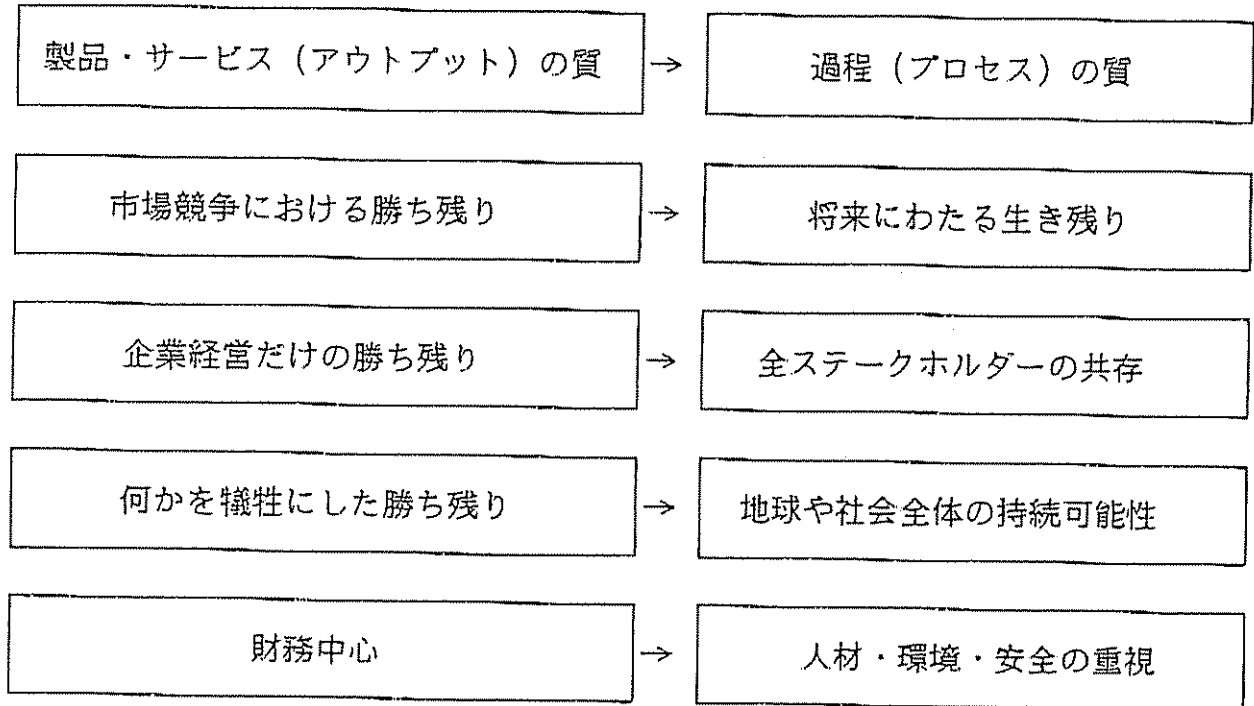 製品・サービス（アウトプット）の質 → 過程（プロセス）の質
市場競争における勝ち残り → 将来にわたる生き残り
企業経営だけの勝ち残り → 全ステークホルダーの共存
何かを犠牲にした勝ち残り → 地球や社会全体の持続可能性
財務中心 → 人材・環境・安全の重視